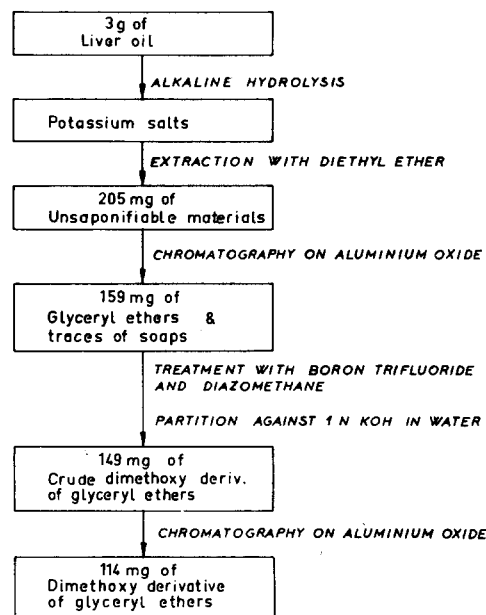 3g of
Liver oil
ALKALINE HYDROLYSIS
Potassium salts
EXTRACTION WITH DIETHYL ETHER
205 mg of
Unsaponifiable materials
CHROMATOGRAPHY ON ALUMINIUM OXIDE
159 mg of
Glyceryl ethers &
traces of soaps
TREATMENT WITH BORON TRIFLUORIDE
AND DIAZOMETHANE
PARTITION AGAINST 1 N KOH IN WATER
149 mg of
Crude dimethoxy deriv.
of glyceryl ethers
CHROMATOGRAPHY ON ALUMINIUM OXIDE
114 mg of
Dimethoxy derivative
of glyceryl ethers